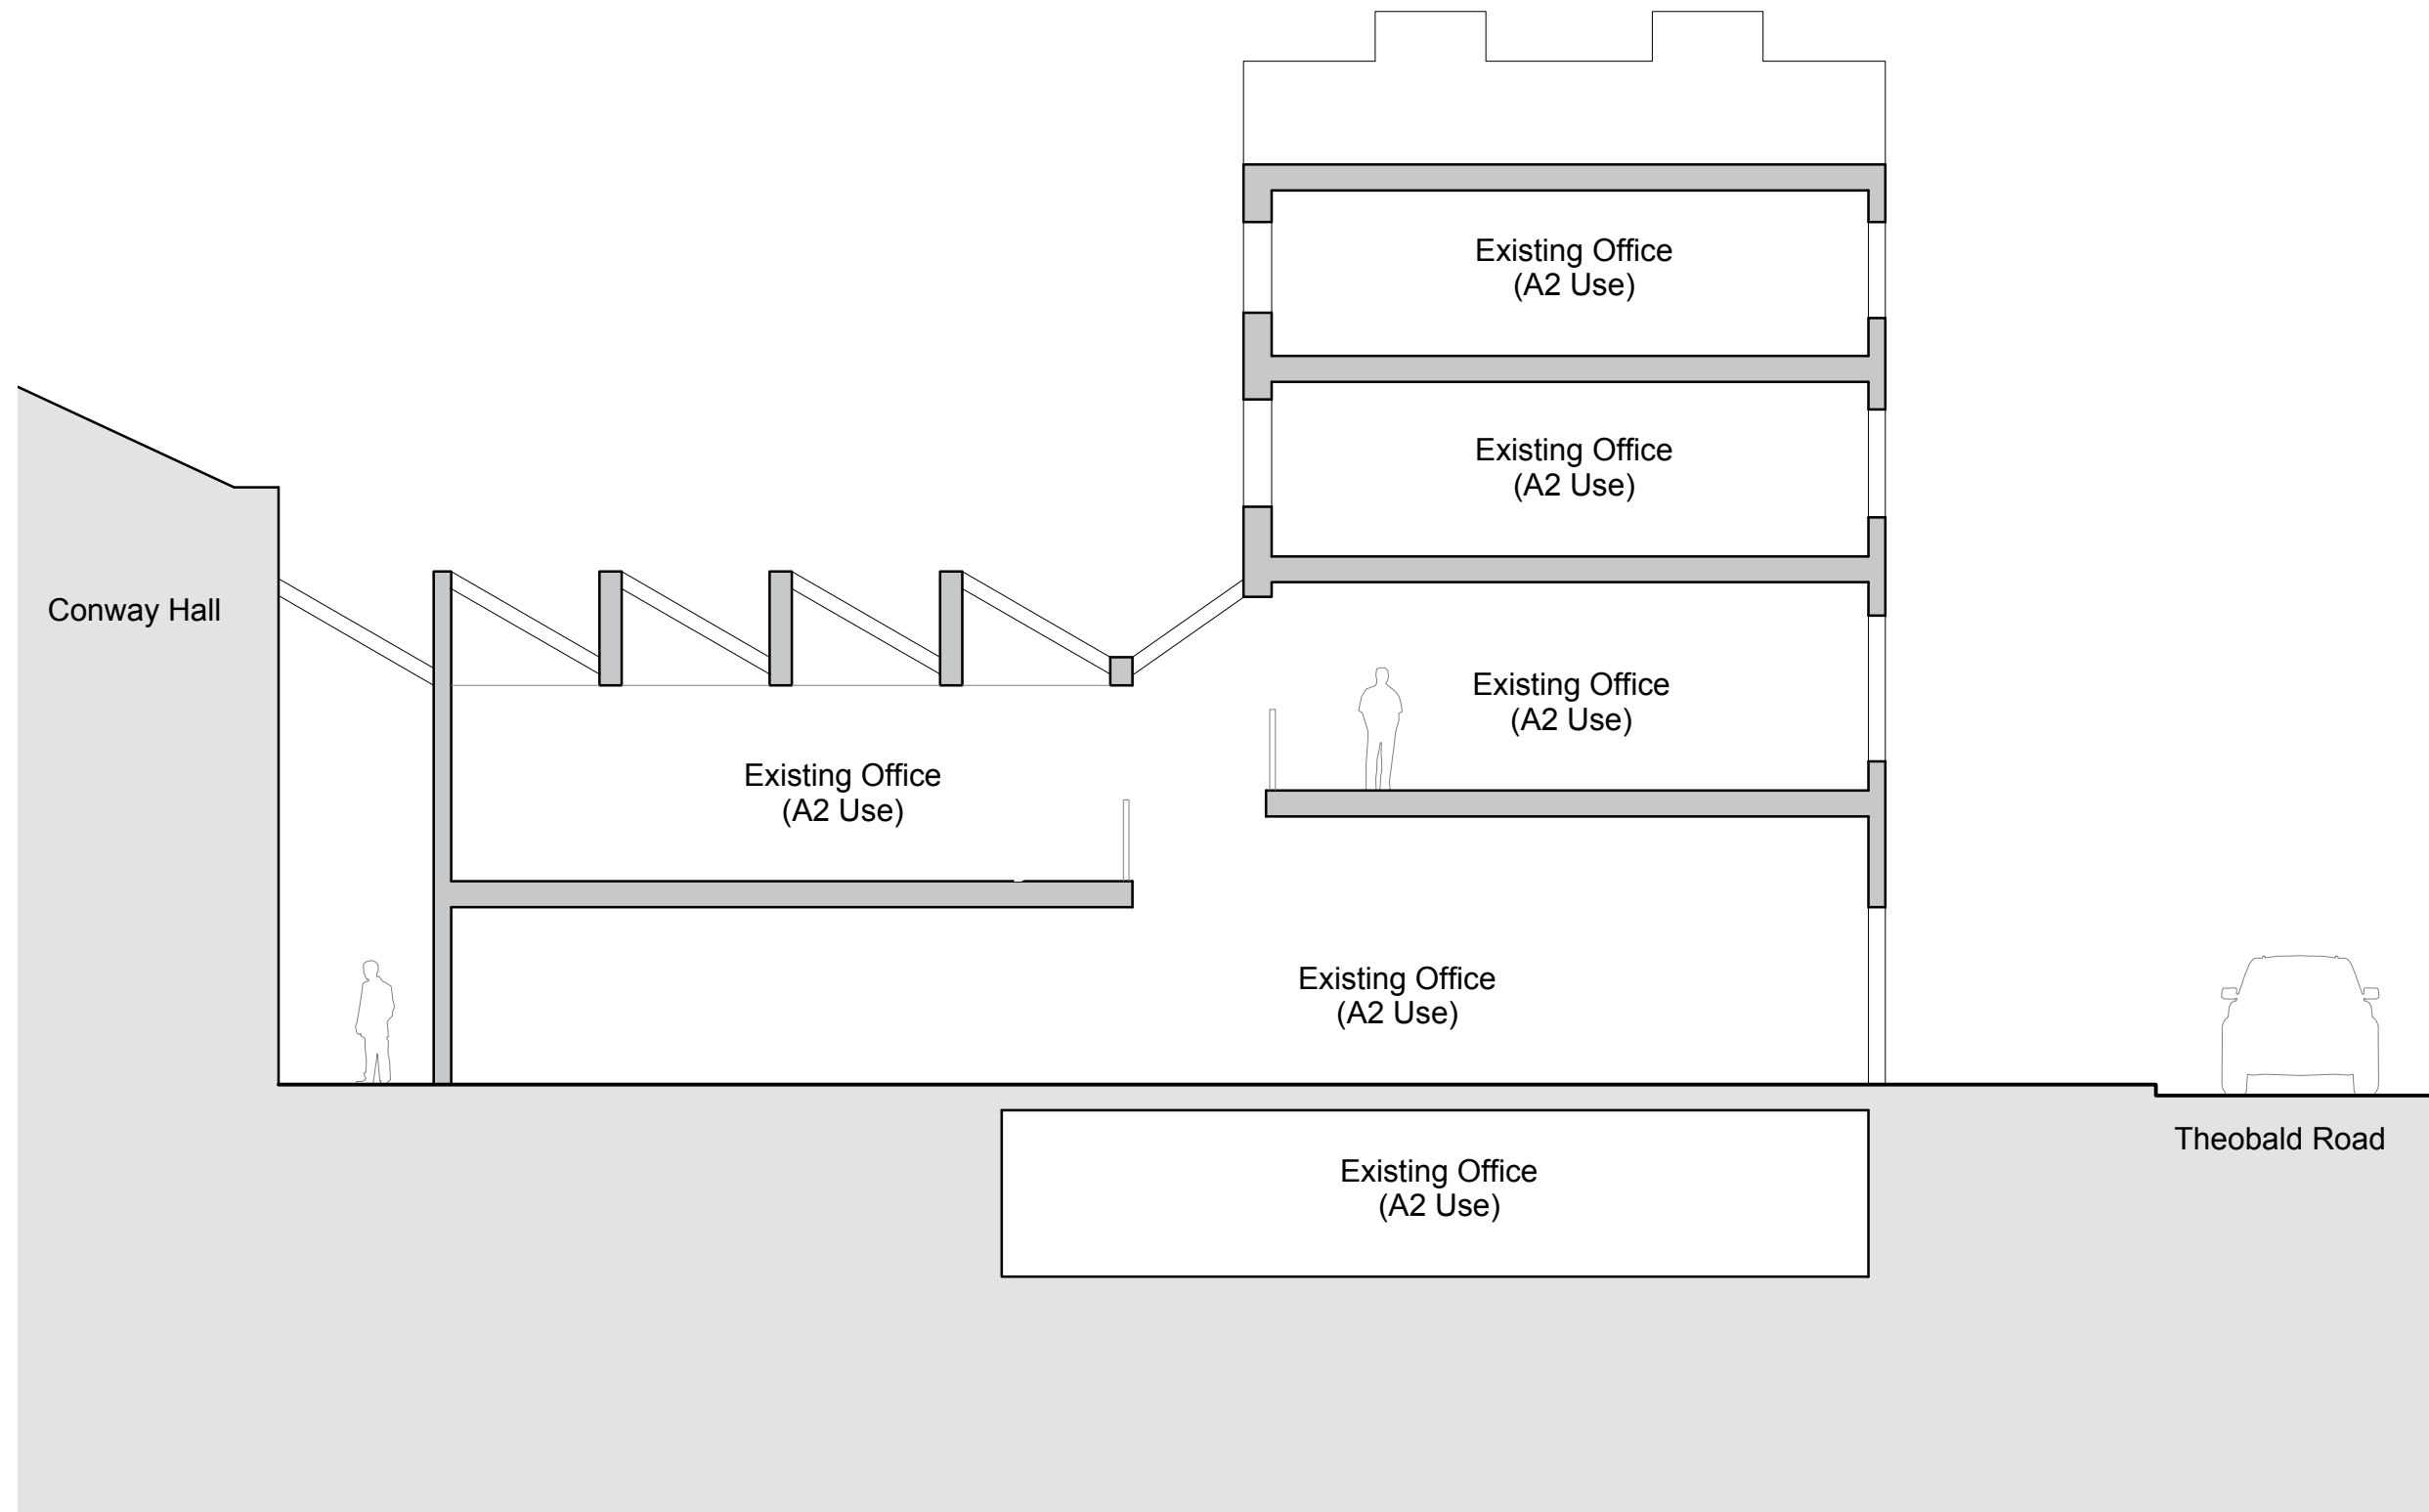 Existing Office
(A2 Use)
Existing Office
(A2 Use)
Conway Hall
Existing Office
(A2 Use)
Existing Office
(A2 Use)
Existing Office
(A2 Use)
Theobald Road
Existing Office
(A2 Use)